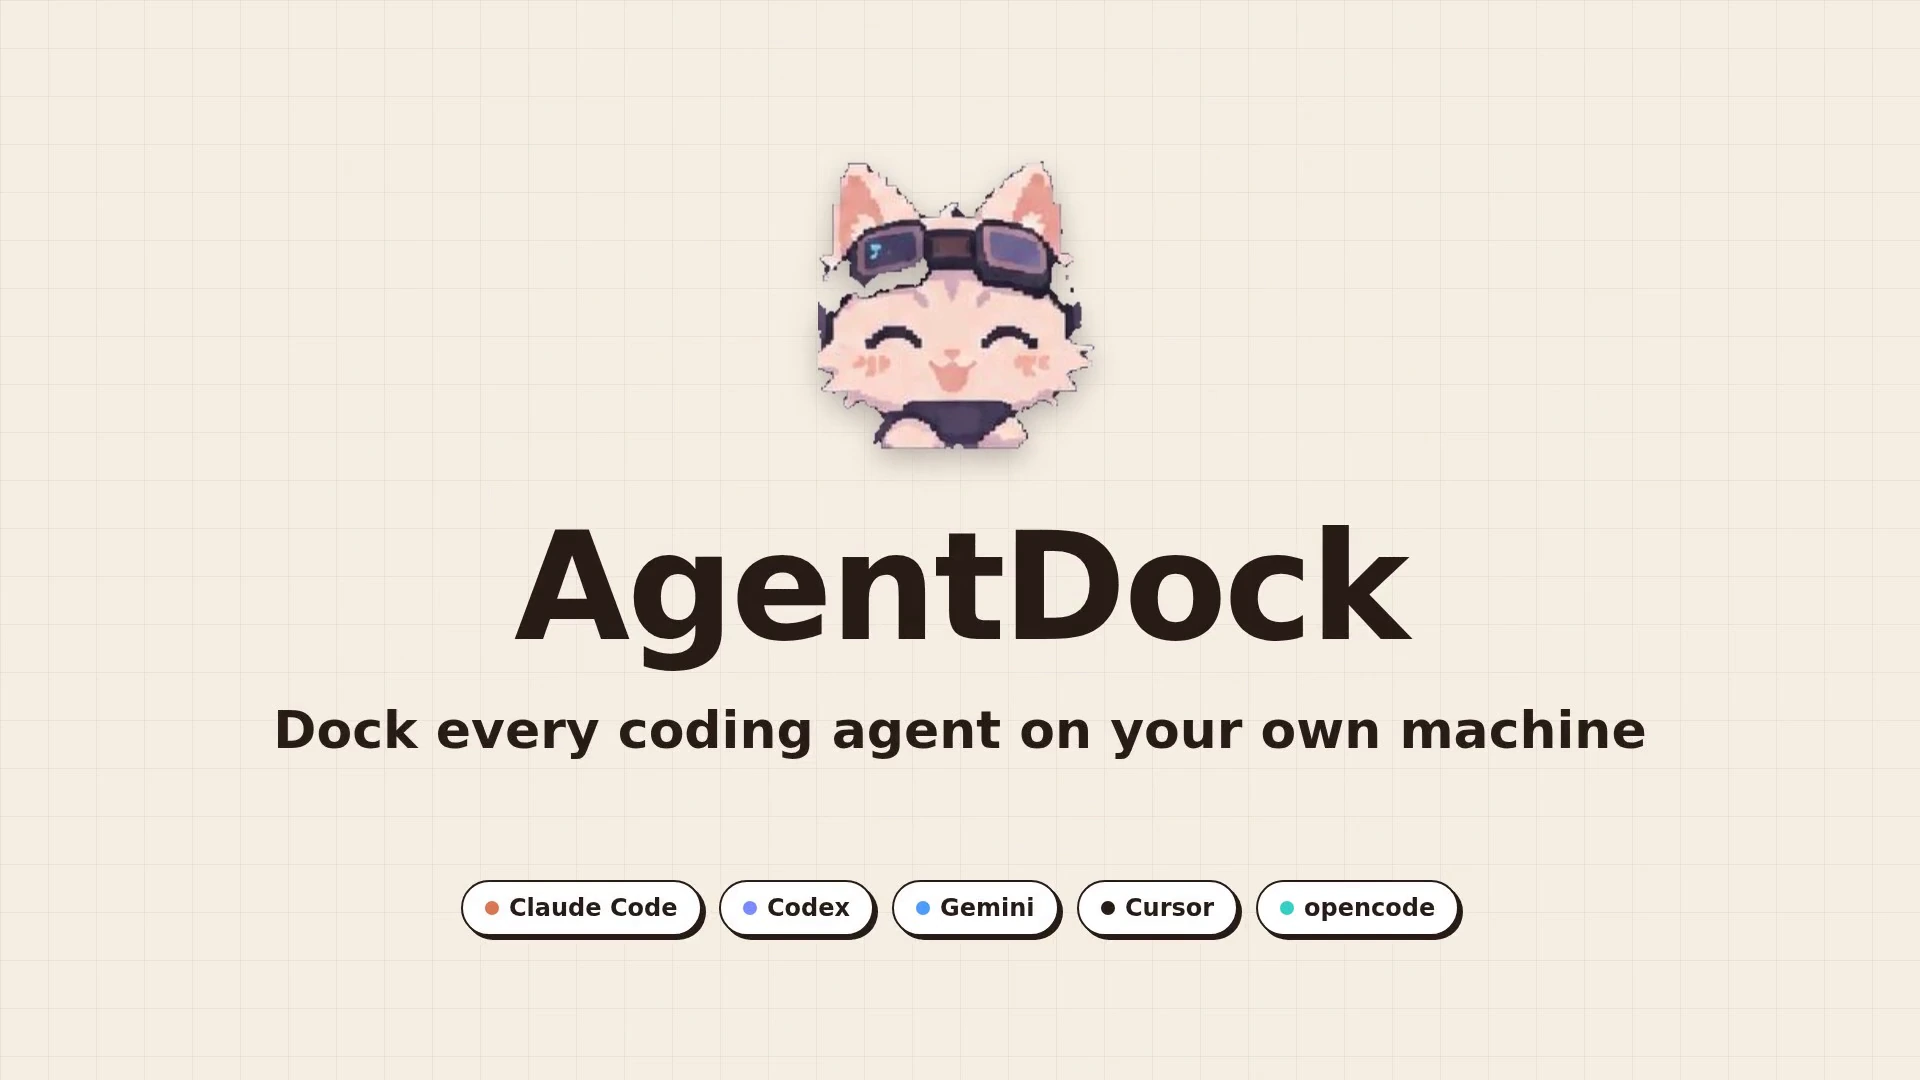 AgentDock
Dock every coding agent on your own machine
Claude Code
Codex
Gemini
Cursor
opencode